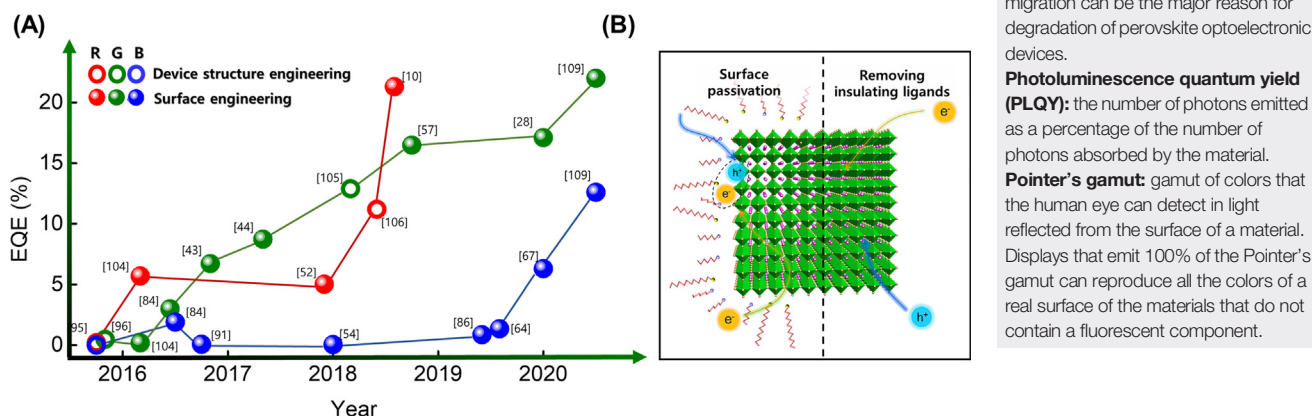 (A)
R G B
Device structure engineering
Surface engineering
EQE (%)
20
15
10
5
0
95]
[96]
[104]
[104]
[84]
[84]
[91]
[43]
[44]
[54]
[52]
[105]
[106]
[10]
[57]
[86]
[64]
[67]
[28]
[109]
[109]
2016 2017 2018 2019 2020
Year
(B)
Surface
passivation
Removing
insulating ligands
e-
h+
e-
e-
h+
migration can be the major reason for
degradation of perovskite optoelectronic
devices.
Photoluminescence quantum yield
(PLQY): the number of photons emitted
as a percentage of the number of
photons absorbed by the material.
Pointer's gamut: gamut of colors that
the human eye can detect in light
reflected from the surface of a material.
Displays that emit 100% of the Pointer's
gamut can reproduce all the colors of a
real surface of the materials that do not
contain a fluorescent component.